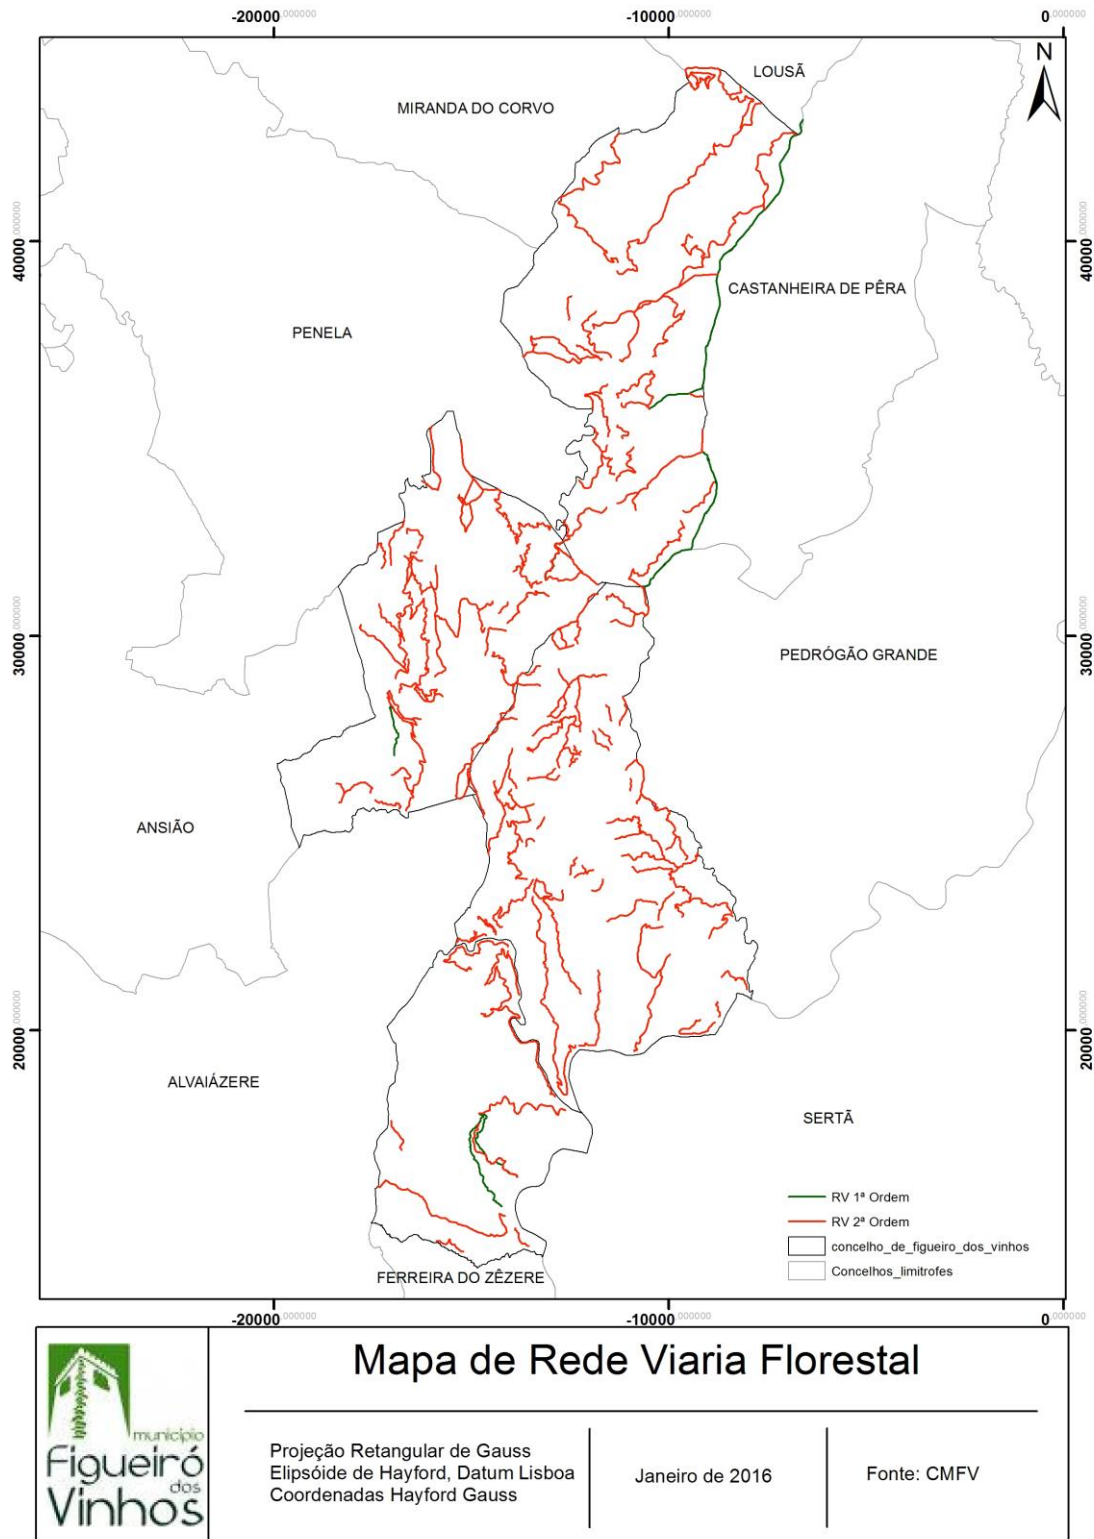 -20000,000000
-10000,000000
0,000000
LOUSÃ
N
MIRANDA DO CORVO
40000,000000
40000,000000
CASTANHEIRA DE PÊRA
PENELA
30000,000000
30000,000000
PEDRÓGÃO GRANDE
ANSIÃO
20000,000000
20000,000000
ALVAIÁZERE
SERTÃ
RV 1ª Ordem
RV 2ª Ordem
concelho_de_figueiro_dos_vinhos
Concelhos_limitrofes
FERREIRA DO ZÊZERE
-20000,000000
-10000,000000
0,000000
Mapa de Rede Viaria Florestal
município
Figueiró
dos
Vinhos
Projeção Retangular de Gauss
Elipsóide de Hayford, Datum Lisboa
Coordenadas Hayford Gauss
Janeiro de 2016
Fonte: CMFV